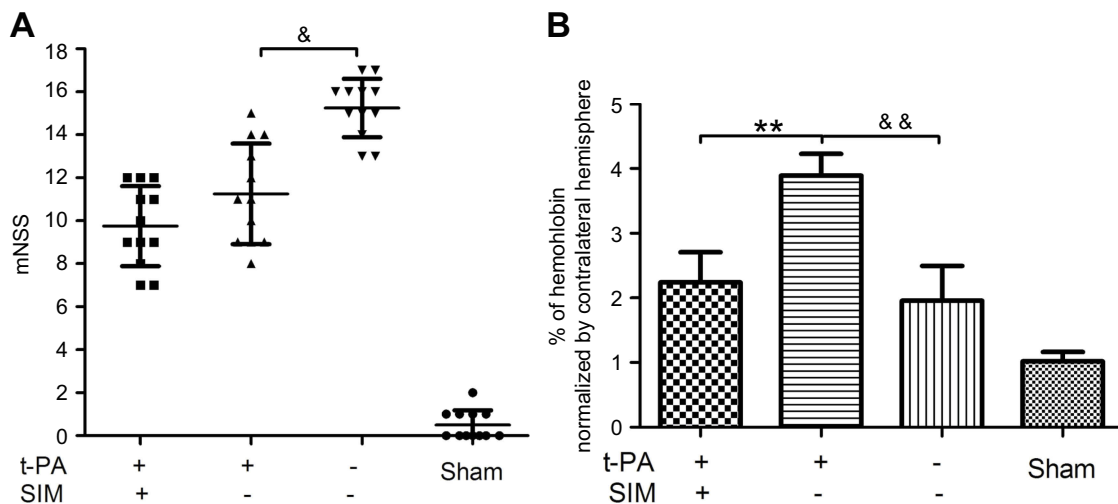 A
&
18
16
14
12
10
8
6
4
2
0
mNSS
t-PA + + - Sham
SIM + - -
B
** & &
5
4
3
2
1
0
% of hemohlobin
normalized by contralateral hemisphere
t-PA + + - Sham
SIM + - -